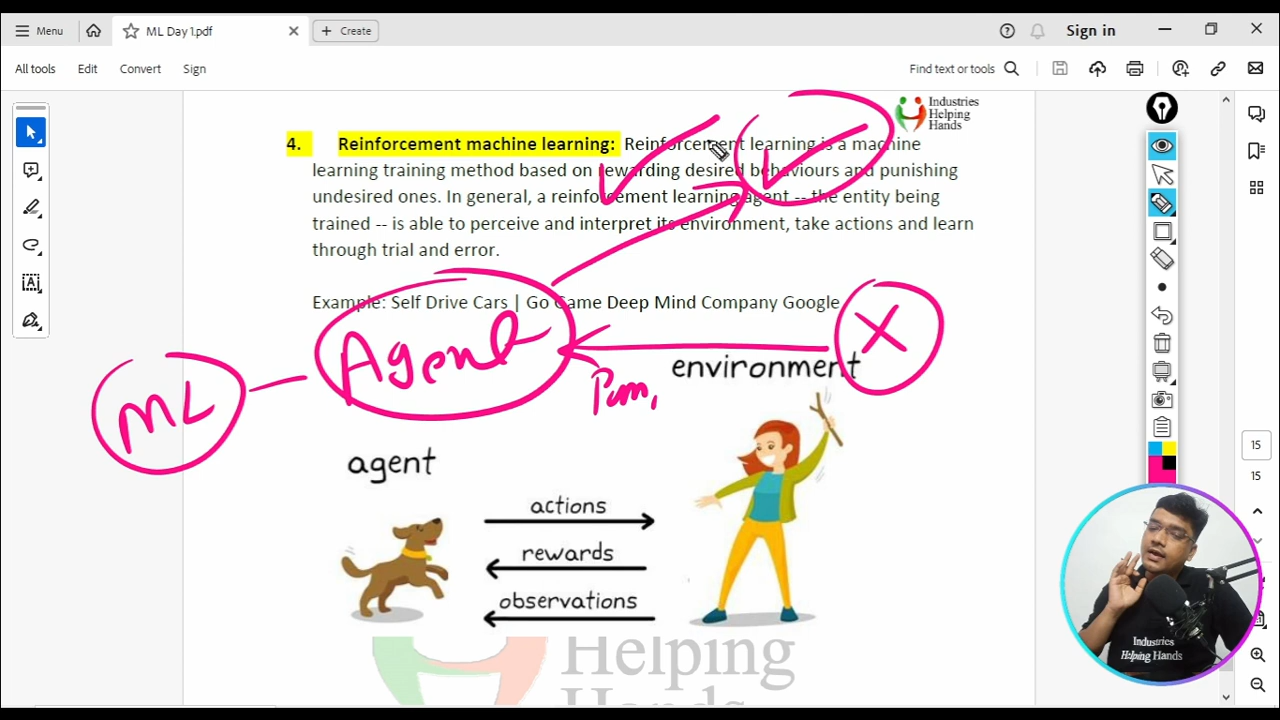 Menu
ML Day 1.pdf
Create
Sign in
All tools
Edit
Convert
Sign
Find text or tools
Industries
Helping
Hands
4. Reinforcement machine learning: Reinforcement learning is a machine
learning training method based on rewarding desired behaviours and punishing
undesired ones. In general, a reinforcement learning agent -- the entity being
trained -- is able to perceive and interpret its environment, take actions and learn
through trial and error.
Example: Self Drive Cars | Go Game Deep Mind Company Google
Agent
ML
X
environment
agent
actions
rewards
observations
Helping
Hands
15
15
Industries
Helping Hands